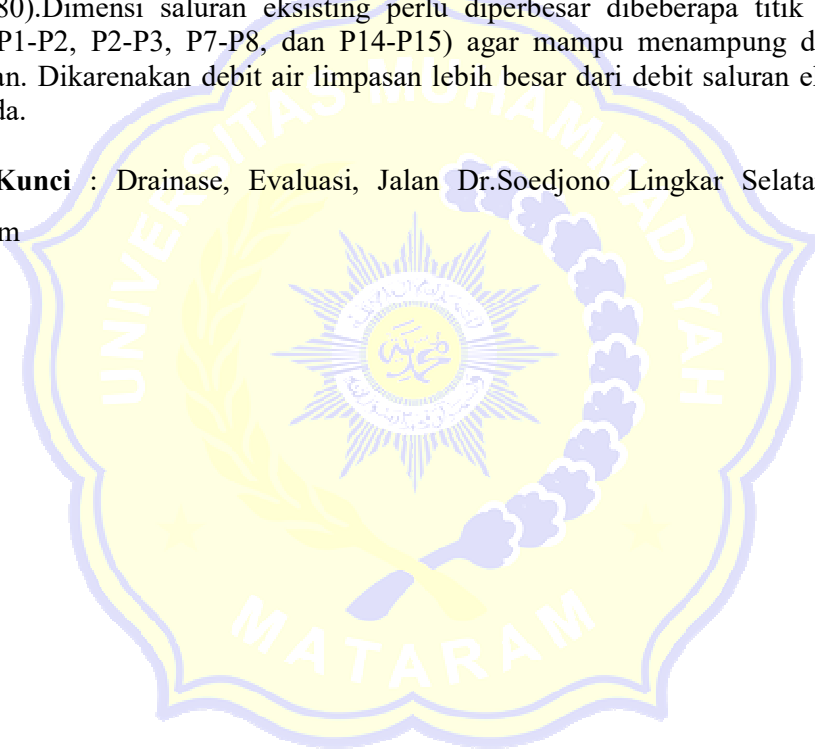 80).Dimensi saluran eksisting perlu diperbesar dibeberapa titik
P1-P2, P2-P3, P7-P8, dan P14-P15) agar mampu menampung d
an. Dikarenakan debit air limpasan lebih besar dari debit saluran el
da.
Kunci : Drainase, Evaluasi, Jalan Dr.Soedjono Lingkar Selata
m
UNIVERSITAS MUHAMMADIYAH
MATARAM